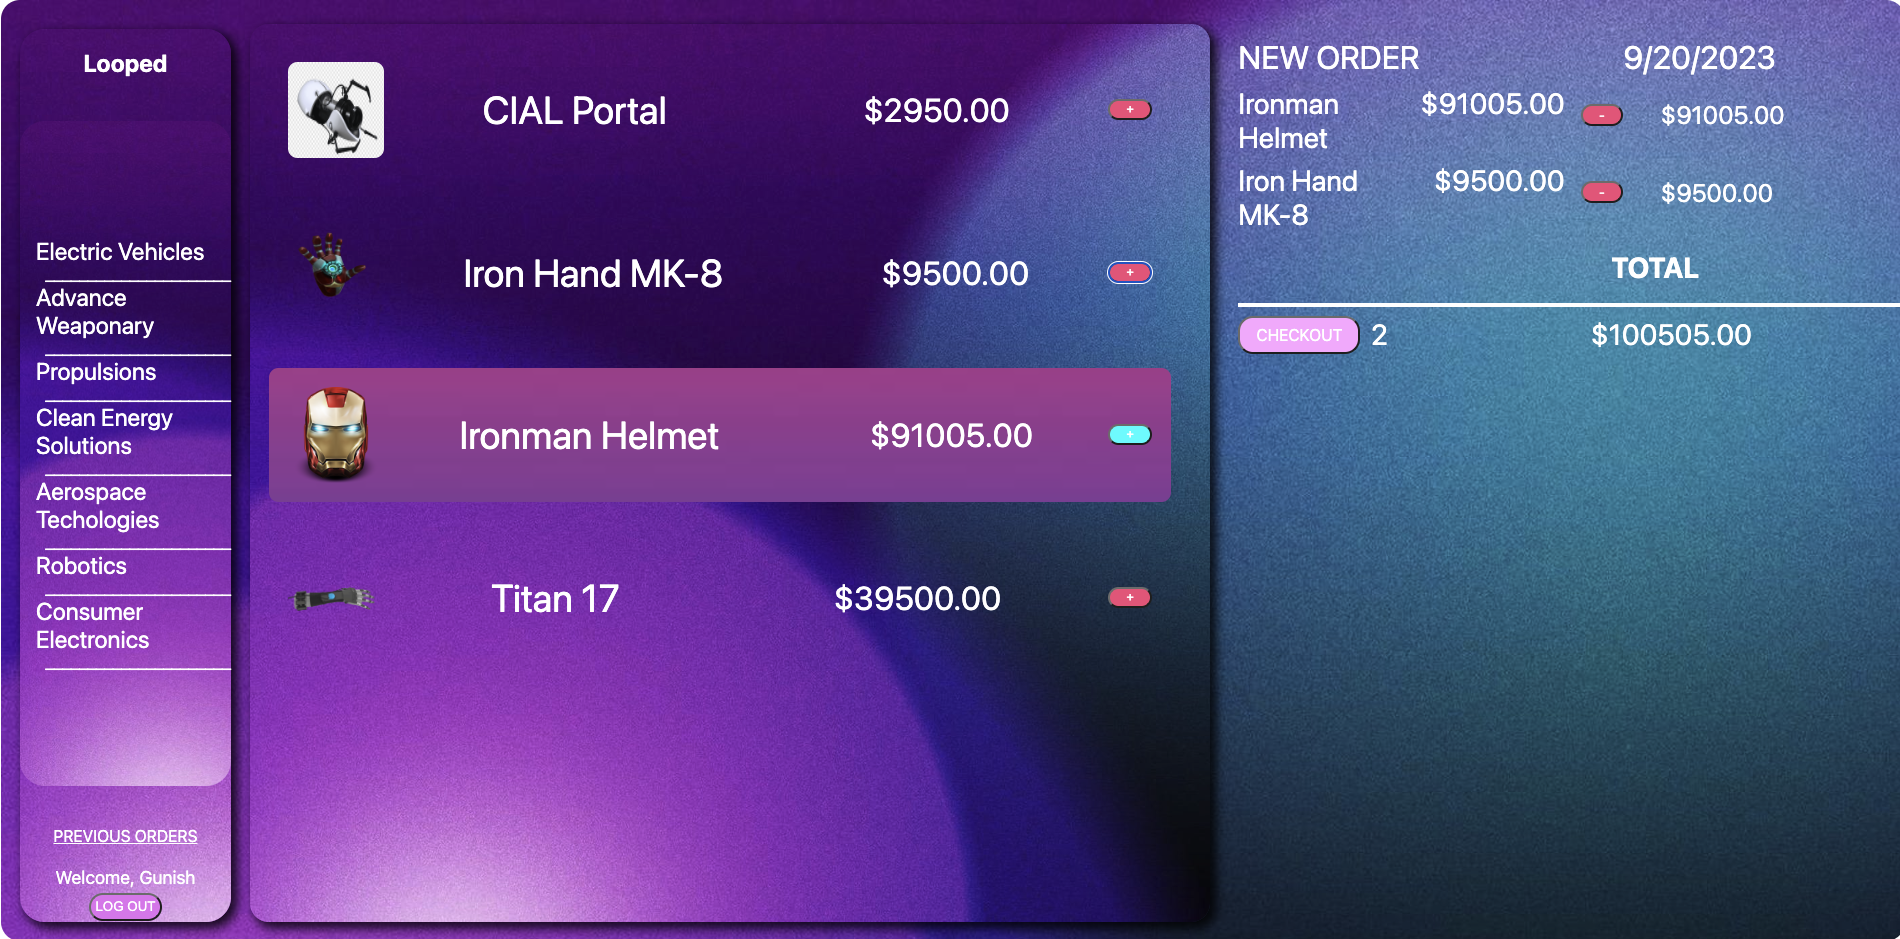 Looped
Electric Vehicles
Advance
Weaponary
Propulsions
Clean Energy
Solutions
Aerospace
Techologies
Robotics
Consumer
Electronics
PREVIOUS ORDERS
Welcome, Gunish
LOG OUT
CIAL Portal $2950.00 +
Iron Hand MK-8 $9500.00 +
Ironman Helmet $91005.00 +
Titan 17 $39500.00 +
NEW ORDER 9/20/2023
Ironman $91005.00 - $91005.00
Helmet
Iron Hand $9500.00 - $9500.00
MK-8
TOTAL
CHECKOUT 2 $100505.00